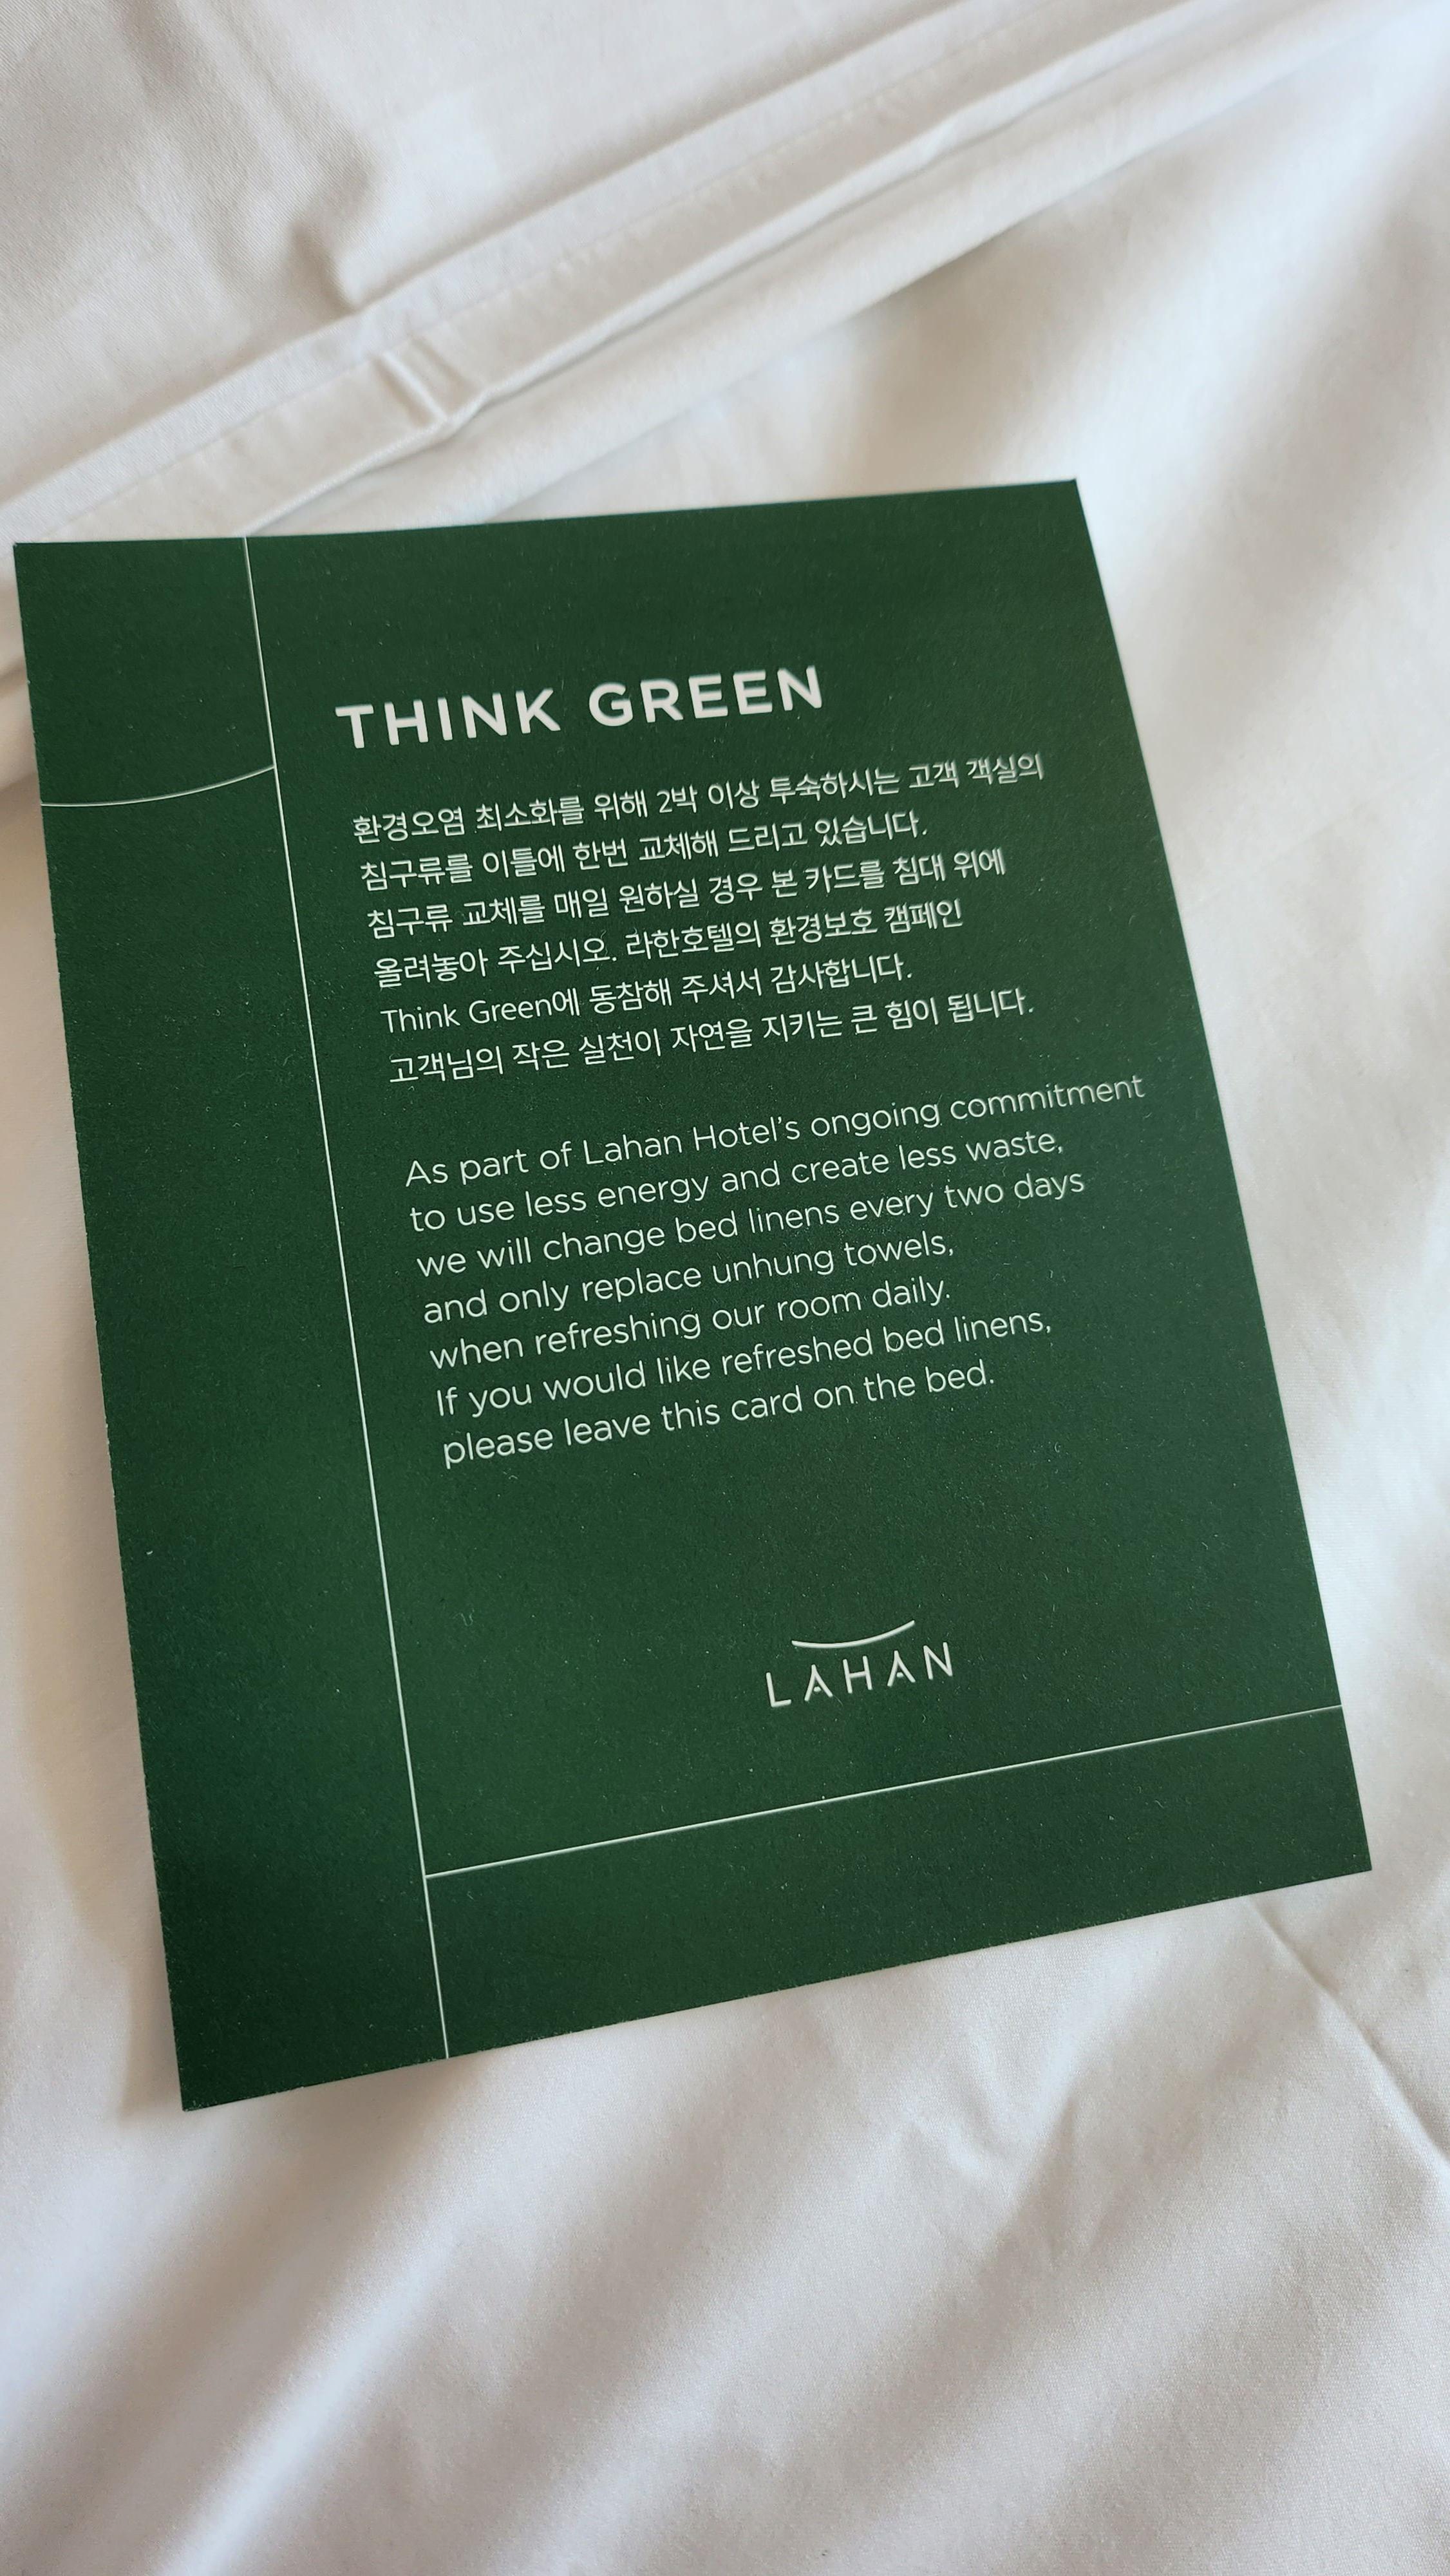 THINK GREEN
환경오염 최소화를 위해 2박 이상 투숙하시는 고객 객실의
침구류를 이틀에 한번 교체해 드리고 있습니다.
침구류 교체를 매일 원하실 경우 본 카드를 침대 위에
올려놓아 주십시오. 라한호텔의 환경보호 캠페인
Think Green에 동참해 주셔서 감사합니다.
고객님의 작은 실천이 자연을 지키는 큰 힘이 됩니다.
As part of Lahan Hotel's ongoing commitment
to use less energy and create less waste,
we will change bed linens every two days
and only replace unhung towels,
when refreshing our room daily.
If you would like refreshed bed linens,
please leave this card on the bed.
LAHAN